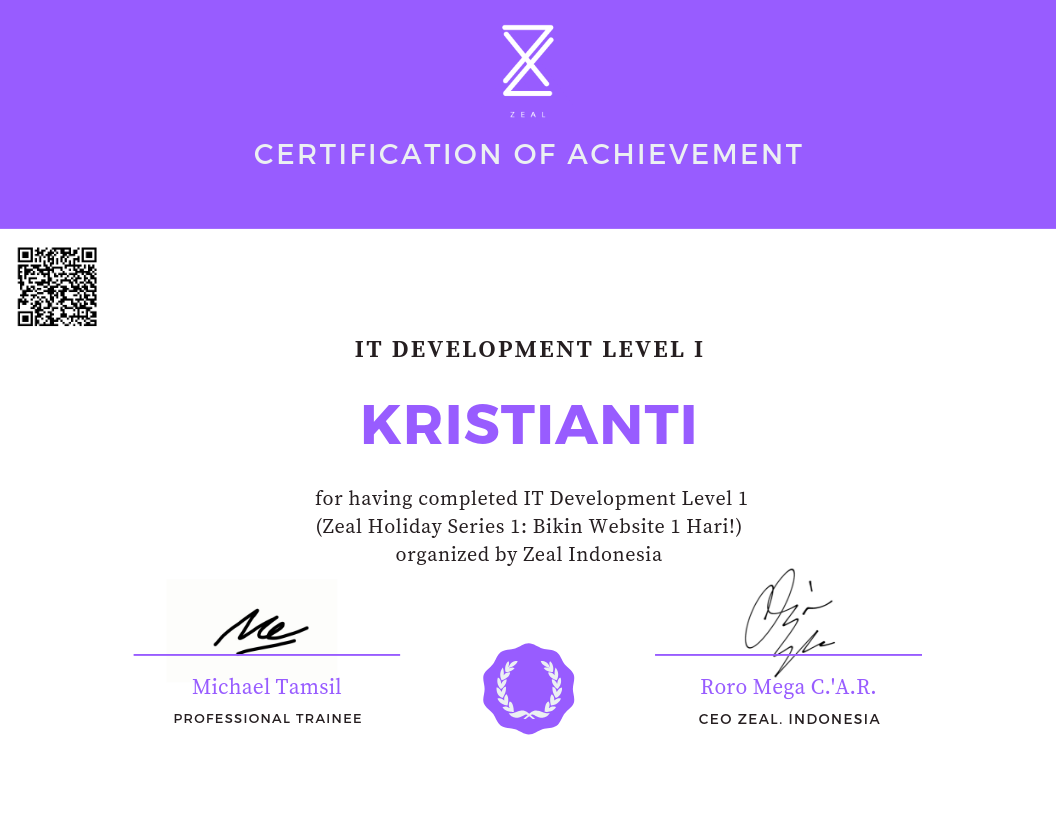 ZEAL
CERTIFICATION OF ACHIEVEMENT
IT DEVELOPMENT LEVEL I
KRISTIANTI
for having completed IT Development Level 1
(Zeal Holiday Series 1: Bikin Website 1 Hari!)
organized by Zeal Indonesia
Michael Tamsil
PROFESSIONAL TRAINEE
Roro Mega C.'A.R.
CEO ZEAL. INDONESIA